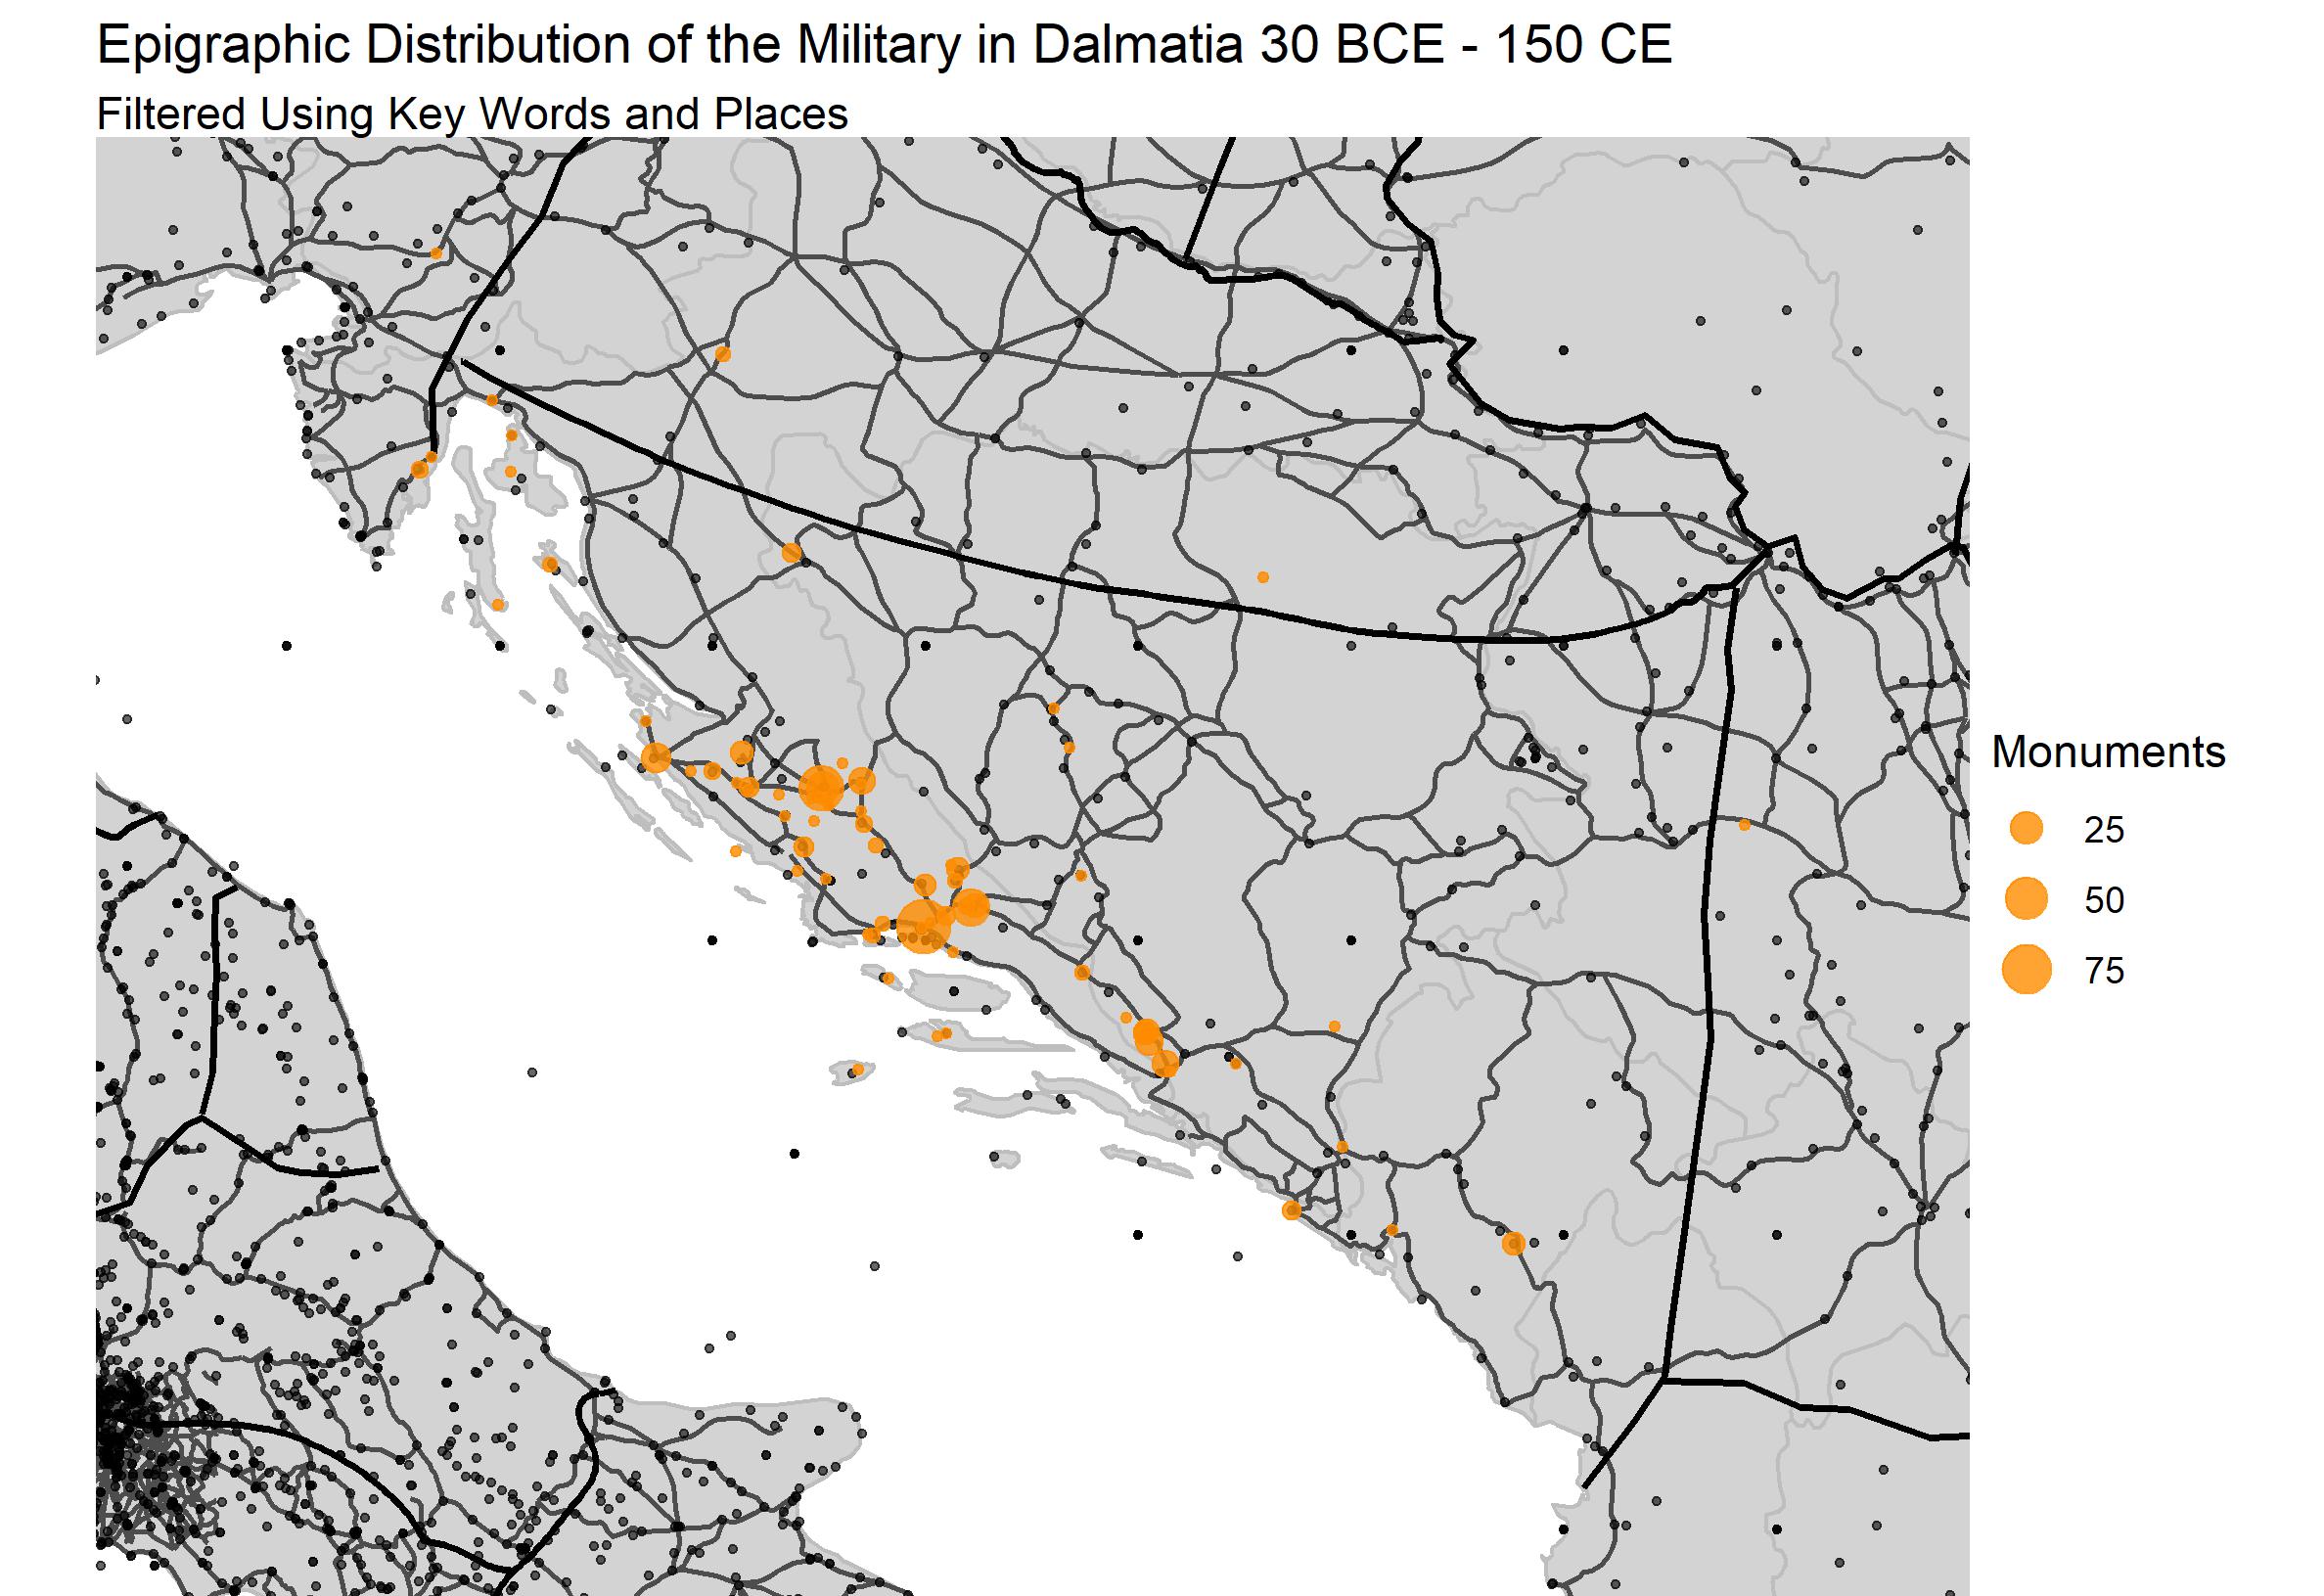 Epigraphic Distribution of the Military in Dalmatia 30 BCE - 150 CE
Filtered Using Key Words and Places
Monuments
25
50
75